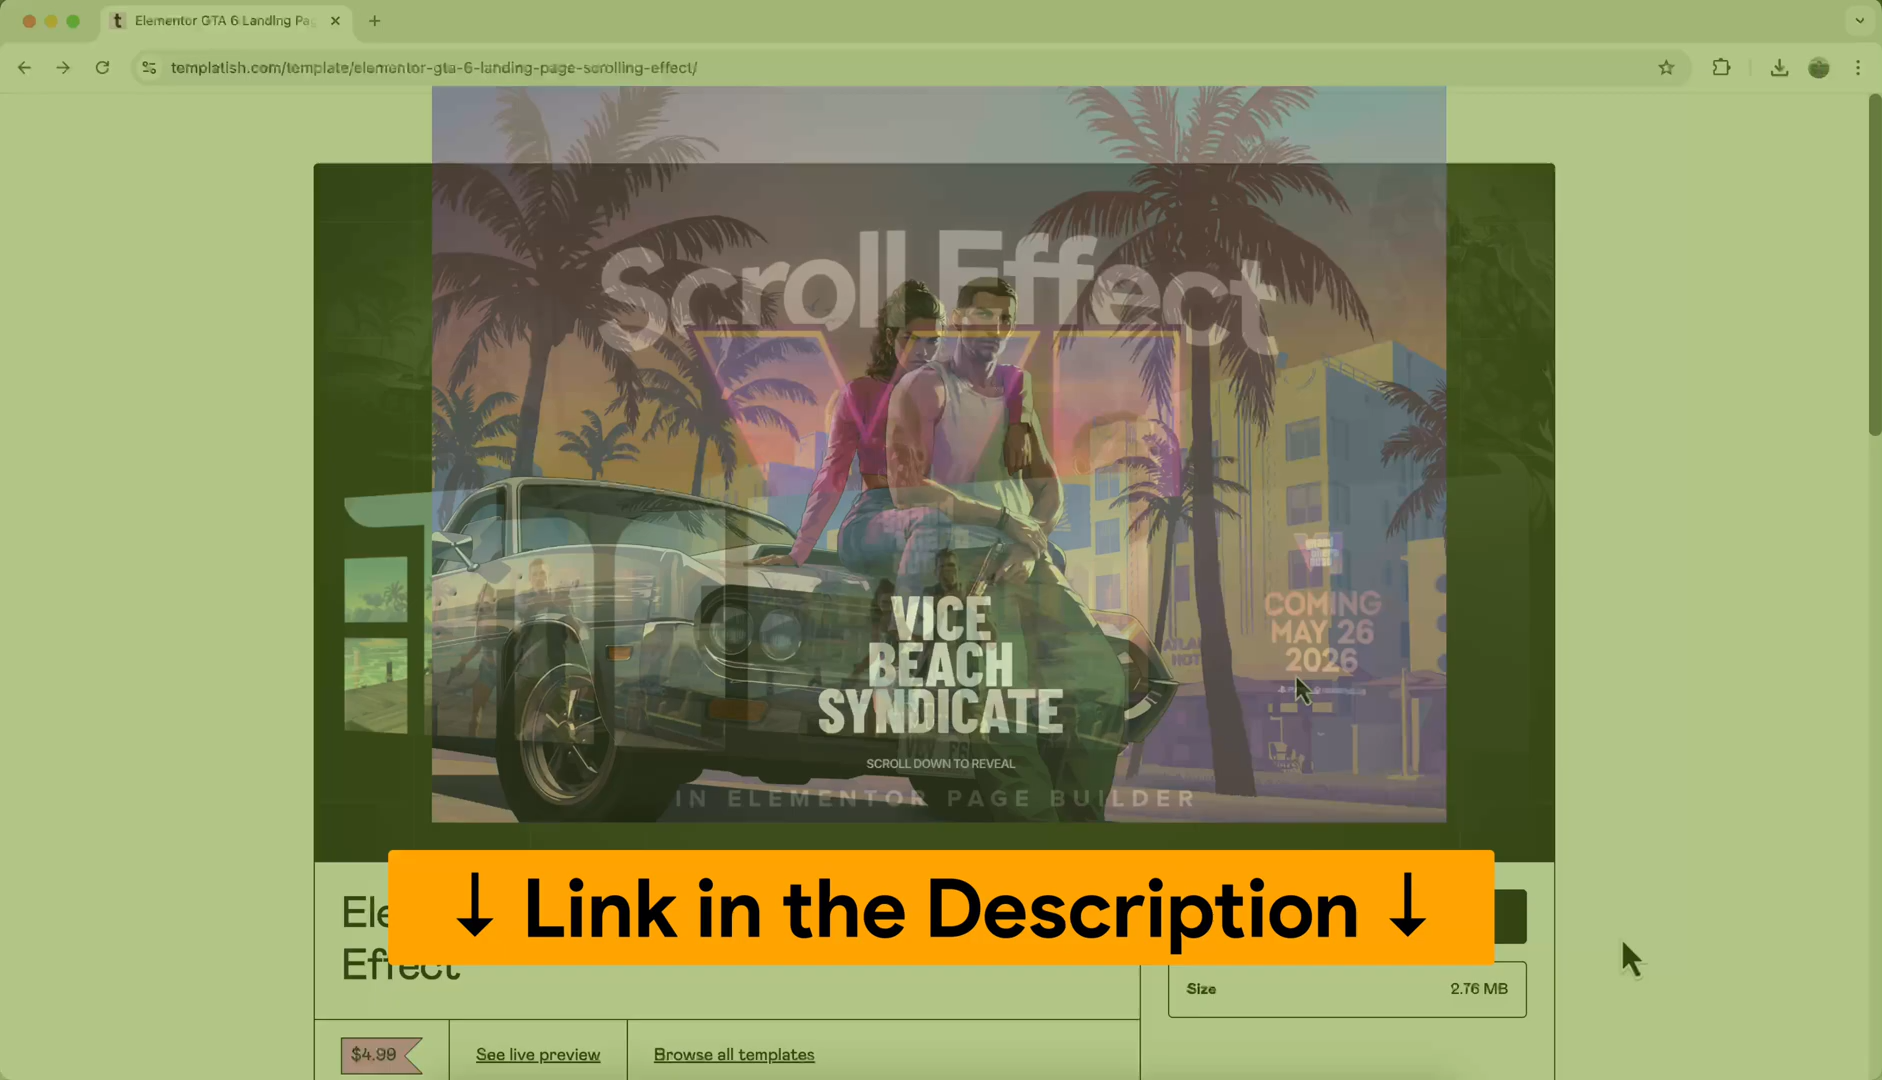 Elementor GTA 6 Landing Pa
templatish.com/template/elementor-gta-6-landing-page-scrolling-effect/
Scroll Effect
VI
COMING
MAY 26
2026
VICE
BEACH
SYNDICATE
SCROLL DOWN TO REVEAL
IN ELEMENTOR PAGE BUILDER
↓ Link in the Description ↓
Ele
Effect
Size
2.76 MB
$4.99
See live preview
Browse all templates